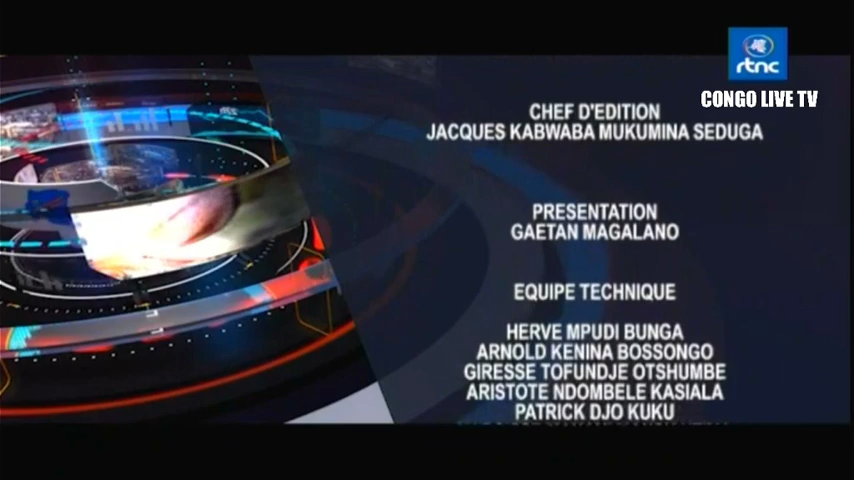 rtnc
CONGO LIVE TV
CHEF D'EDITION
JACQUES KABWABA MUKUMINA SEDUGA
PRESENTATION
GAETAN MAGALANO
EQUIPE TECHNIQUE
HERVE MPUDI BUNGA
ARNOLD KENINA BOSSONGO
GIRESSE TOFUNDJE OTSHUMBE
ARISTOTE NDOMBELE KASIALA
PATRICK DJO KUKU